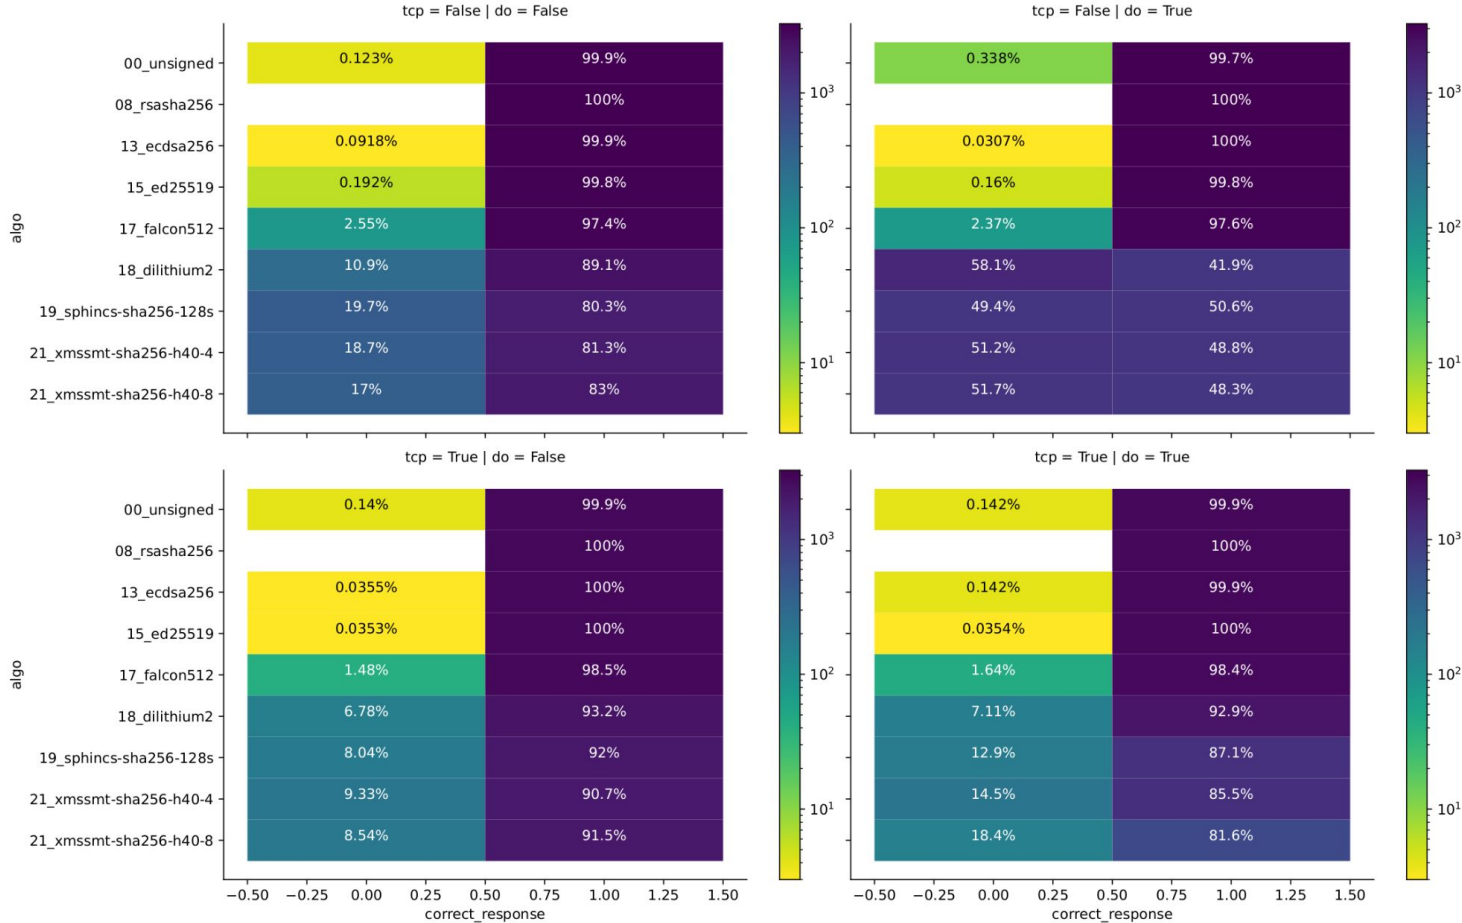 tcp = False | do = False
tcp = False | do = True
00_unsigned 0.123% 99.9% 0.338% 99.7%
08_rsasha256 100% 100%
13_ecdsa256 0.0918% 99.9% 0.0307% 100%
15_ed25519 0.192% 99.8% 0.16% 99.8%
17_falcon512 2.55% 97.4% 2.37% 97.6%
18_dilithium2 10.9% 89.1% 58.1% 41.9%
19_sphincs-sha256-128s 19.7% 80.3% 49.4% 50.6%
21_xmssmt-sha256-h40-4 18.7% 81.3% 51.2% 48.8%
21_xmssmt-sha256-h40-8 17% 83% 51.7% 48.3%
algo
10³
10²
10¹
10³
10²
10¹
tcp = True | do = False
tcp = True | do = True
00_unsigned 0.14% 99.9% 0.142% 99.9%
08_rsasha256 100% 100%
13_ecdsa256 0.0355% 100% 0.142% 99.9%
15_ed25519 0.0353% 100% 0.0354% 100%
17_falcon512 1.48% 98.5% 1.64% 98.4%
18_dilithium2 6.78% 93.2% 7.11% 92.9%
19_sphincs-sha256-128s 8.04% 92% 12.9% 87.1%
21_xmssmt-sha256-h40-4 9.33% 90.7% 14.5% 85.5%
21_xmssmt-sha256-h40-8 8.54% 91.5% 18.4% 81.6%
algo
10³
10²
10¹
10³
10²
10¹
−0.50 −0.25 0.00 0.25 0.50 0.75 1.00 1.25 1.50
correct_response
−0.50 −0.25 0.00 0.25 0.50 0.75 1.00 1.25 1.50
correct_response